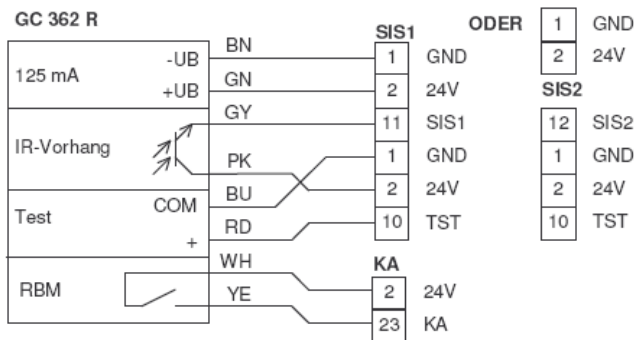 GC 362 R
125 mA
-UB
+UB
IR-Vorhang
Test
COM
+
RBM
BN
GN
GY
PK
BU
RD
WH
YE
SIS1
1 GND
2 24V
11 SIS1
1 GND
2 24V
10 TST
KA
2 24V
23 KA
ODER
1 GND
2 24V
SIS2
12 SIS2
1 GND
2 24V
10 TST